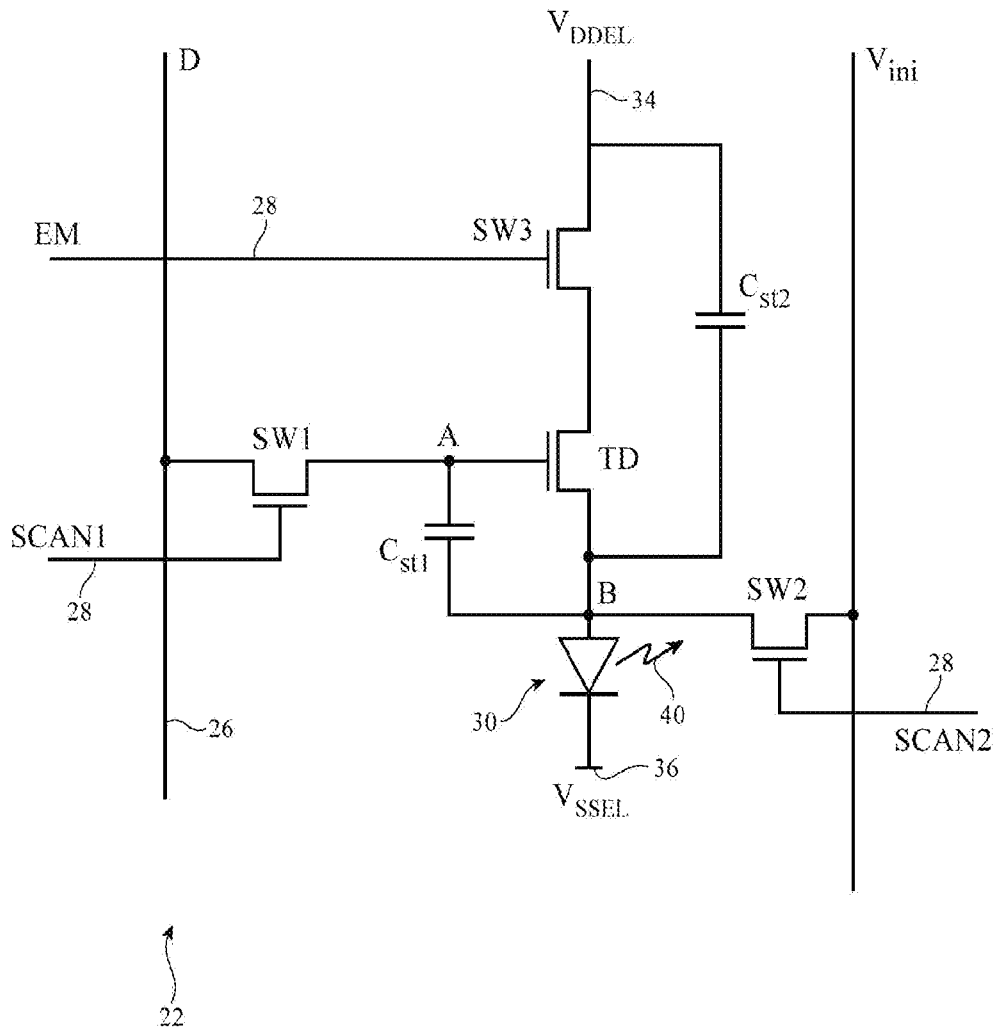 V_DDEL
D
V_ini
34
28
EM
SW3
C_st2
SW1
A
TD
SCAN1
C_st1
28
B
SW2
28
30
40
26
SCAN2
36
V_SSEL
22